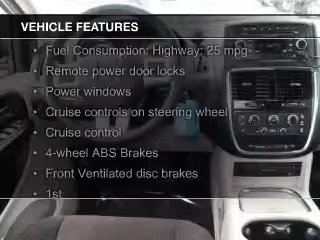 VEHICLE FEATURES
• Fuel Consumption: Highway: 25 mpg
• Remote power door locks
• Power windows
• Cruise controls on steering wheel
• Cruise control
• 4-wheel ABS Brakes
• Front Ventilated disc brakes
• 1st